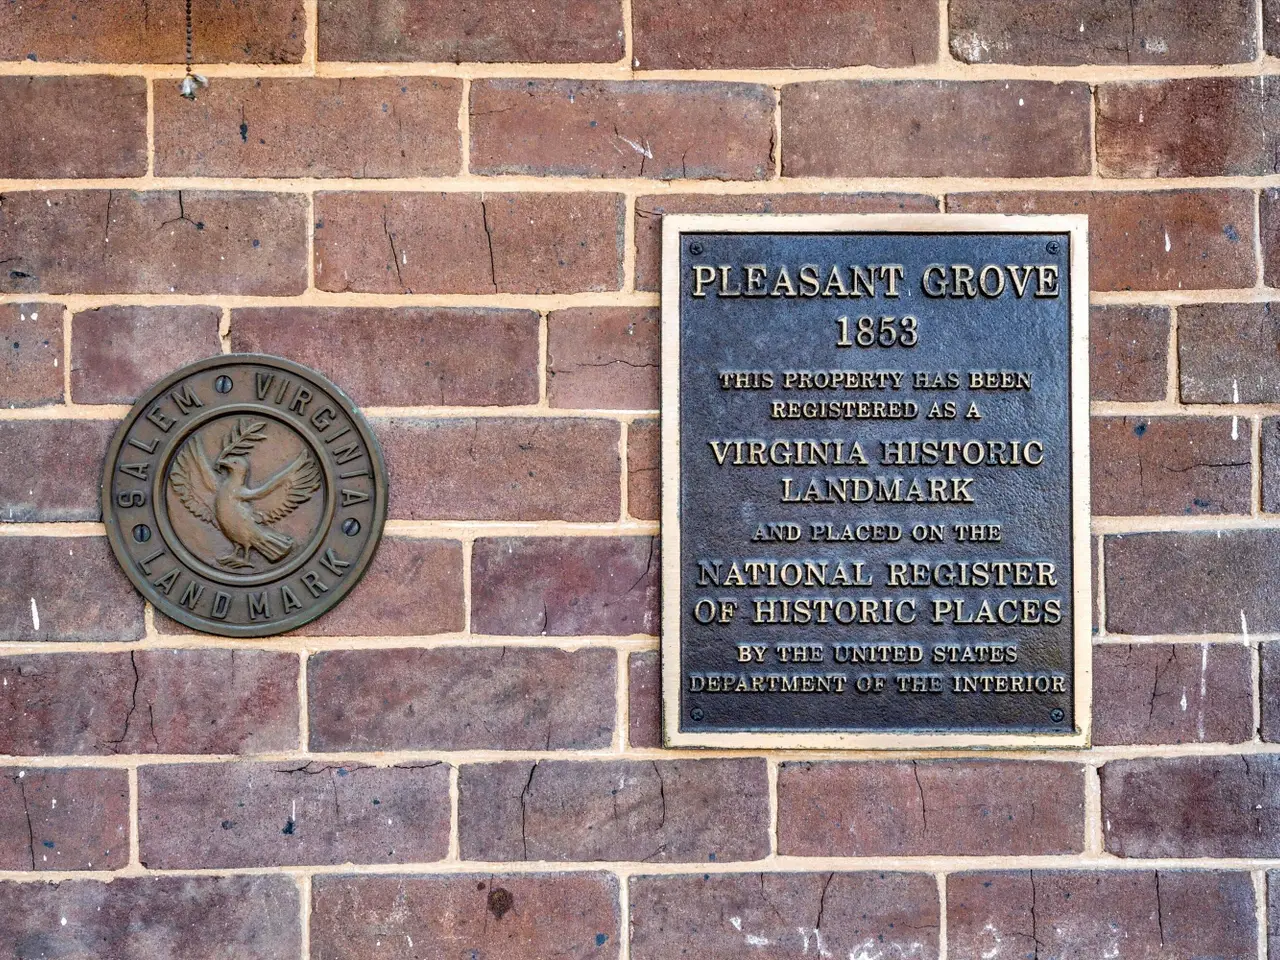 SALEM VIRGINIA
LANDMARK
PLEASANT GROVE
1853
THIS PROPERTY HAS BEEN
REGISTERED AS A
VIRGINIA HISTORIC
LANDMARK
AND PLACED ON THE
NATIONAL REGISTER
OF HISTORIC PLACES
BY THE UNITED STATES
DEPARTMENT OF THE INTERIOR